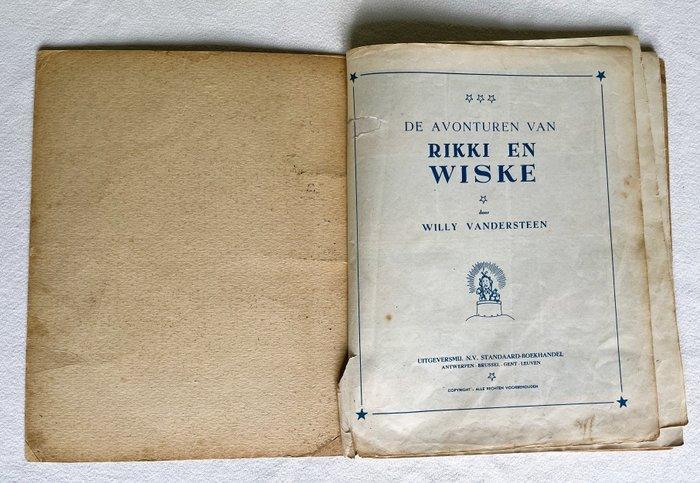 DE AVONTUREN VAN
RIKKI EN
WISKE
door
WILLY VANDERSTEEN
UITGEVERSMIJ. N.V. STANDAARD-BOEKHANDEL
ANTWERPEN - BRUSSEL - GENT - LEUVEN
COPYRIGHT - ALLE RECHTEN VOORBEHOUDEN